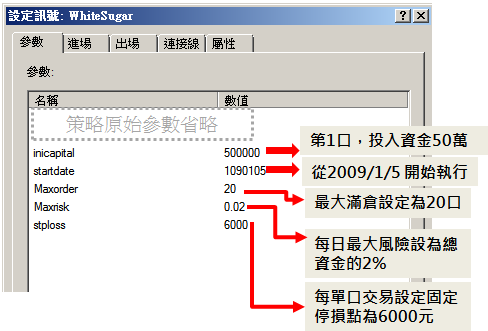 設定訊號: WhiteSugar
參數 進場 出場 連接線 屬性
參數:
名稱 數值
策略原始參數省略
inicapital 500000
第1口，投入資金50萬
startdate 1090105
從2009/1/5 開始執行
Maxorder 20
最大滿倉設定為20口
Maxrisk 0.02
每日最大風險設為總
資金的2%
stploss 6000
每單口交易設定固定
停損點為6000元